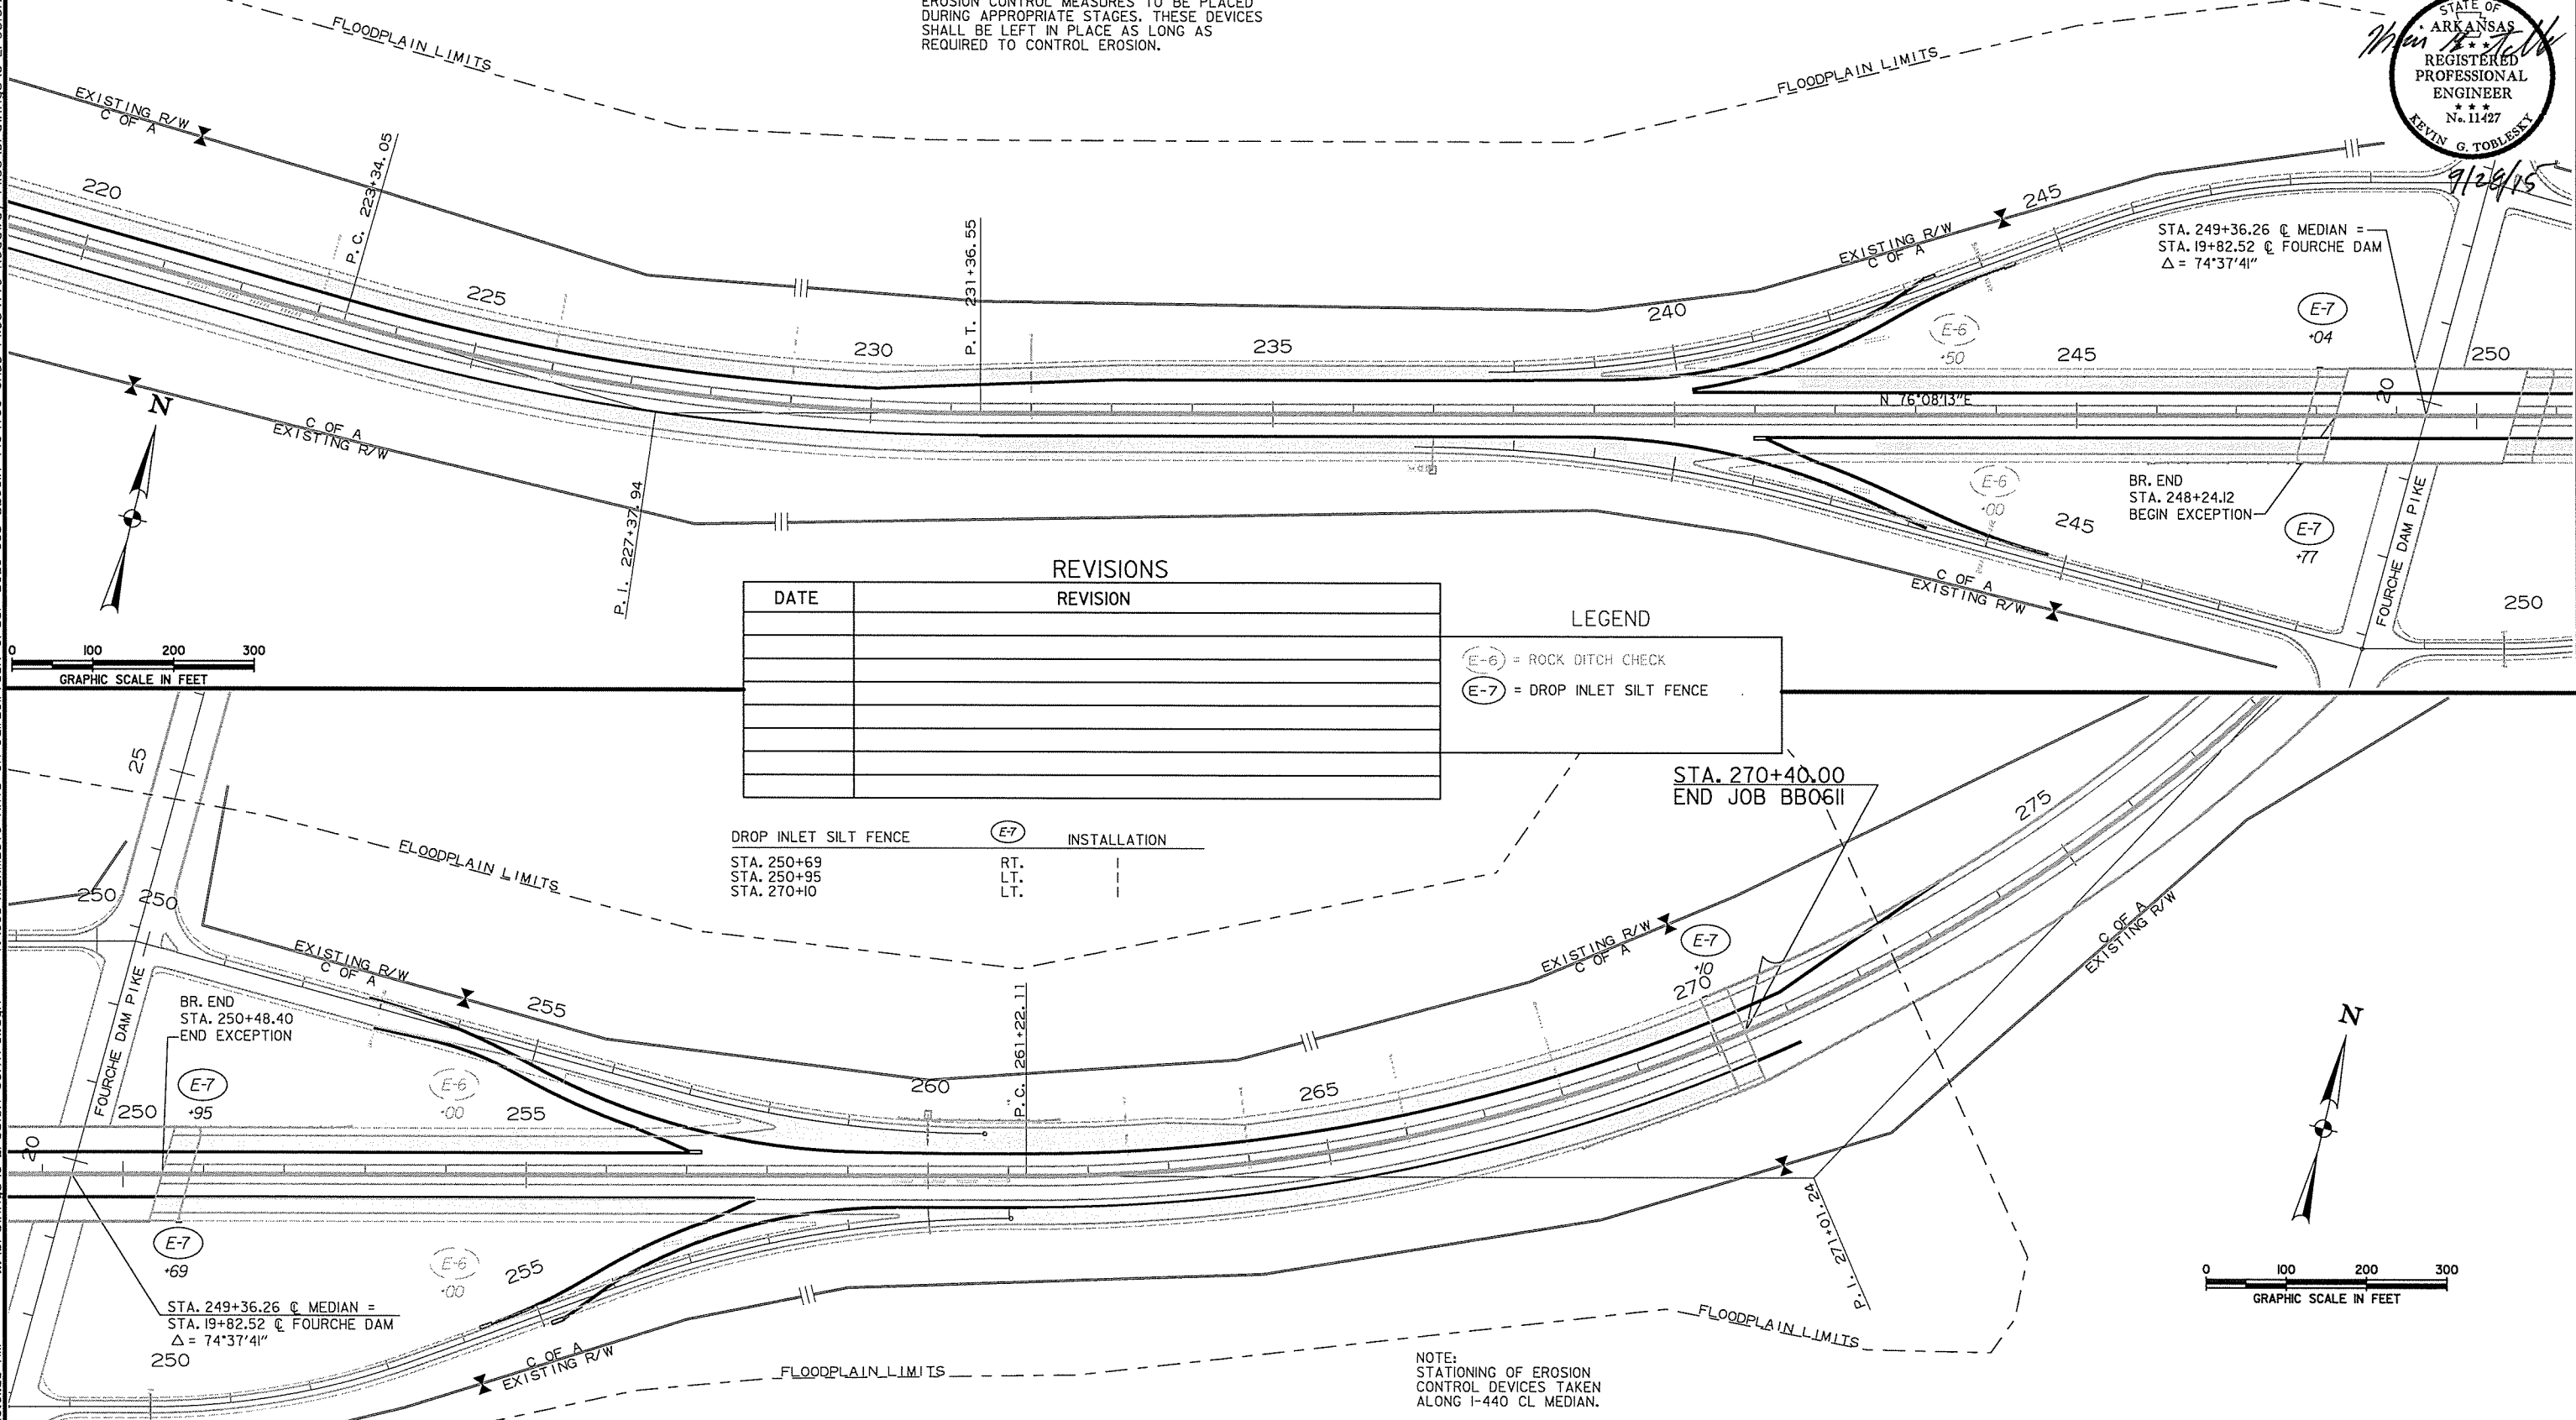 EROSION CONTROL MEASURES TO BE PLACED
DURING APPROPRIATE STAGES. THESE DEVICES
SHALL BE LEFT IN PLACE AS LONG AS
REQUIRED TO CONTROL EROSION.
STATE OF
ARKANSAS
★ ★ ★
REGISTERED
PROFESSIONAL
ENGINEER
★ ★ ★
No. 11427
KEVIN G. TOBLESKY
FLOODPLAIN LIMITS
FLOODPLAIN LIMITS
EXISTING R/W
C OF A
220
P.C. 223+34.05
225
230
P.T. 231+36.55
235
240
EXISTING R/W
C OF A
245
STA. 249+36.26 ℄ MEDIAN =
STA. 19+82.52 ℄ FOURCHE DAM
Δ = 74°37'41"
E-6
+50
245
E-7
+04
250
20
N 76°08'13"E
N
C OF A
EXISTING R/W
P.I. 227+37.94
E-6
+00
245
BR. END
STA. 248+24.12
BEGIN EXCEPTION
E-7
+77
FOURCHE DAM PIKE
C OF A
EXISTING R/W
250
0 100 200 300
GRAPHIC SCALE IN FEET
REVISIONS
DATE REVISION
LEGEND
E-6 = ROCK DITCH CHECK
E-7 = DROP INLET SILT FENCE
25
FLOODPLAIN LIMITS
STA. 270+40.00
END JOB BB0611
275
DROP INLET SILT FENCE E-7 INSTALLATION
STA. 250+69 RT. 1
STA. 250+95 LT. 1
STA. 270+10 LT. 1
250 250
EXISTING R/W
C OF A
255
FOURCHE DAM PIKE
BR. END
STA. 250+48.40
END EXCEPTION
E-7
+95
250
E-6
+00
255
260
P.C. 261+22.11
265
EXISTING R/W
C OF A
E-7
+10
270
C OF A
EXISTING R/W
N
20
E-7
+69
E-6
+00
255
STA. 249+36.26 ℄ MEDIAN =
STA. 19+82.52 ℄ FOURCHE DAM
Δ = 74°37'41"
250
C OF A
EXISTING R/W
P.I. 271+01.24
FLOODPLAIN LIMITS
FLOODPLAIN LIMITS
0 100 200 300
GRAPHIC SCALE IN FEET
NOTE:
STATIONING OF EROSION
CONTROL DEVICES TAKEN
ALONG I-440 CL MEDIAN.